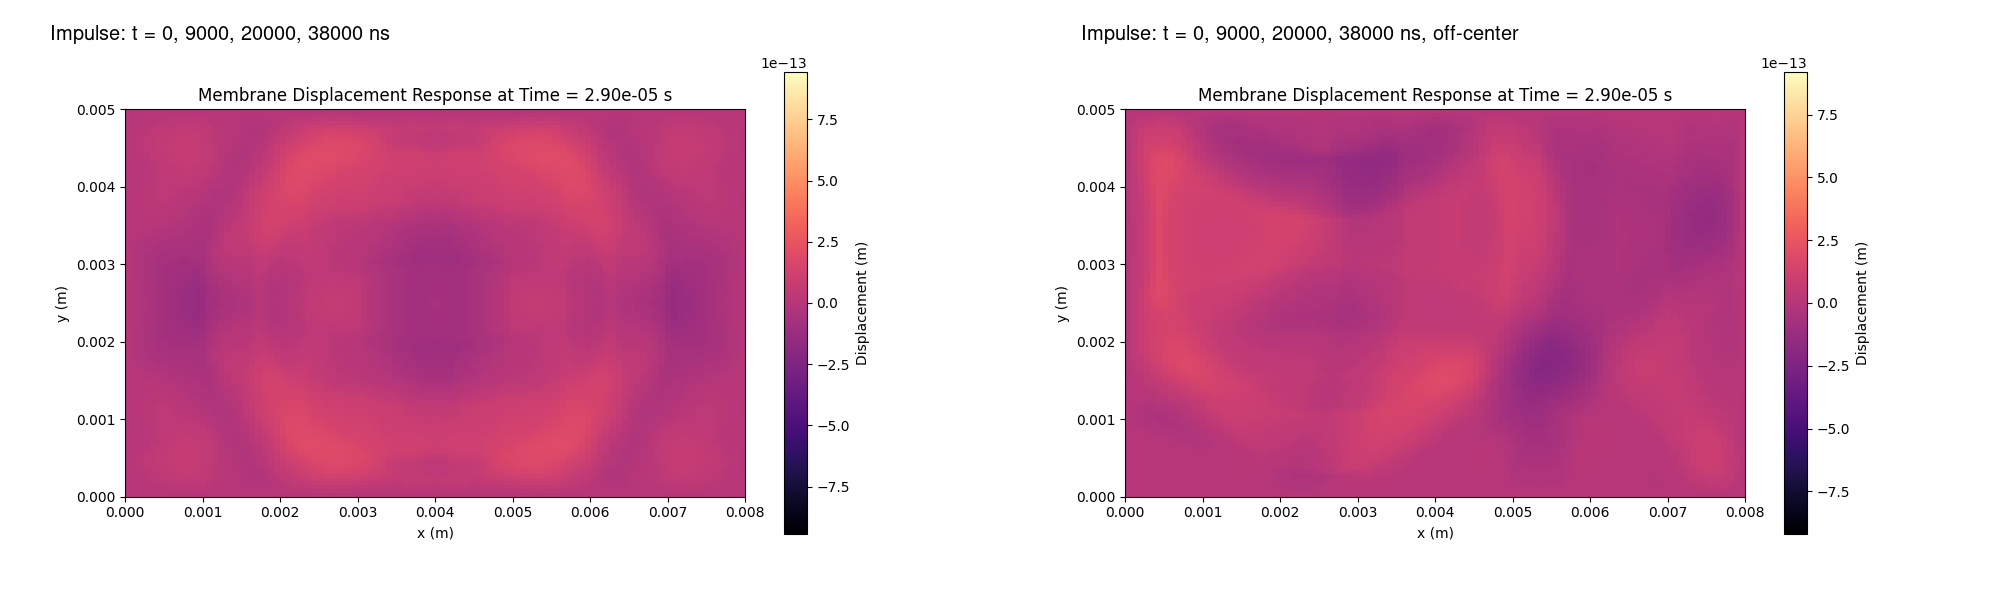 Impulse: t = 0, 9000, 20000, 38000 ns
1e−13
Membrane Displacement Response at Time = 2.90e-05 s
0.005
0.004
0.003
0.002
0.001
0.000
y (m)
0.000 0.001 0.002 0.003 0.004 0.005 0.006 0.007 0.008
x (m)
7.5
5.0
2.5
0.0
−2.5
−5.0
−7.5
Displacement (m)
Impulse: t = 0, 9000, 20000, 38000 ns, off-center
1e−13
Membrane Displacement Response at Time = 2.90e-05 s
0.005
0.004
0.003
0.002
0.001
0.000
y (m)
0.000 0.001 0.002 0.003 0.004 0.005 0.006 0.007 0.008
x (m)
7.5
5.0
2.5
0.0
−2.5
−5.0
−7.5
Displacement (m)